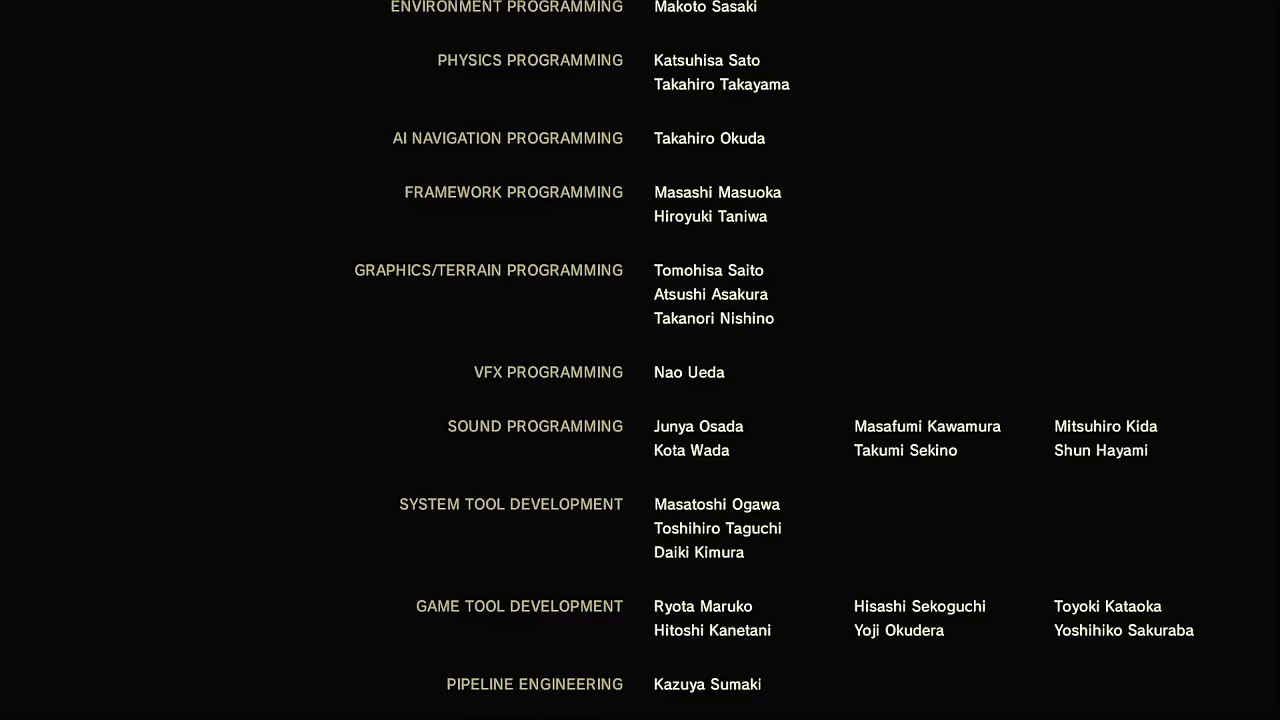 ENVIRONMENT PROGRAMMING Makoto Sasaki
PHYSICS PROGRAMMING Katsuhisa Sato
Takahiro Takayama
AI NAVIGATION PROGRAMMING Takahiro Okuda
FRAMEWORK PROGRAMMING Masashi Masuoka
Hiroyuki Taniwa
GRAPHICS/TERRAIN PROGRAMMING Tomohisa Saito
Atsushi Asakura
Takanori Nishino
VFX PROGRAMMING Nao Ueda
SOUND PROGRAMMING Junya Osada Masafumi Kawamura Mitsuhiro Kida
Kota Wada Takumi Sekino Shun Hayami
SYSTEM TOOL DEVELOPMENT Masatoshi Ogawa
Toshihiro Taguchi
Daiki Kimura
GAME TOOL DEVELOPMENT Ryota Maruko Hisashi Sekoguchi Toyoki Kataoka
Hitoshi Kanetani Yoji Okudera Yoshihiko Sakuraba
PIPELINE ENGINEERING Kazuya Sumaki